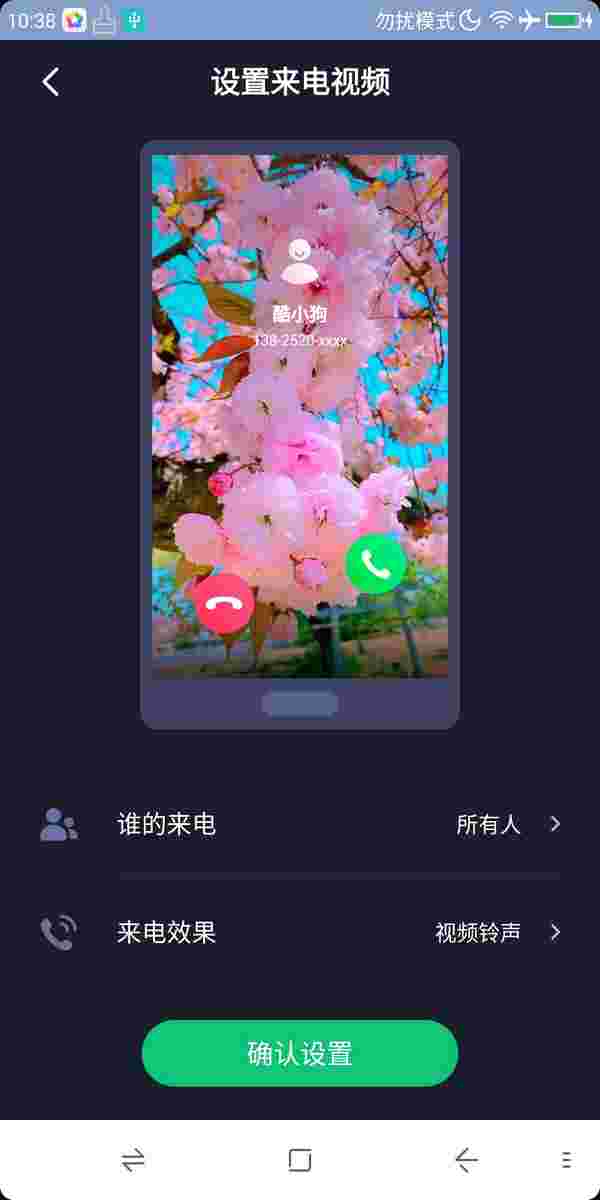 10:38 勿扰模式
设置来电视频
酷小狗
138-2520-xxxx
谁的来电 所有人
来电效果 视频铃声
确认设置